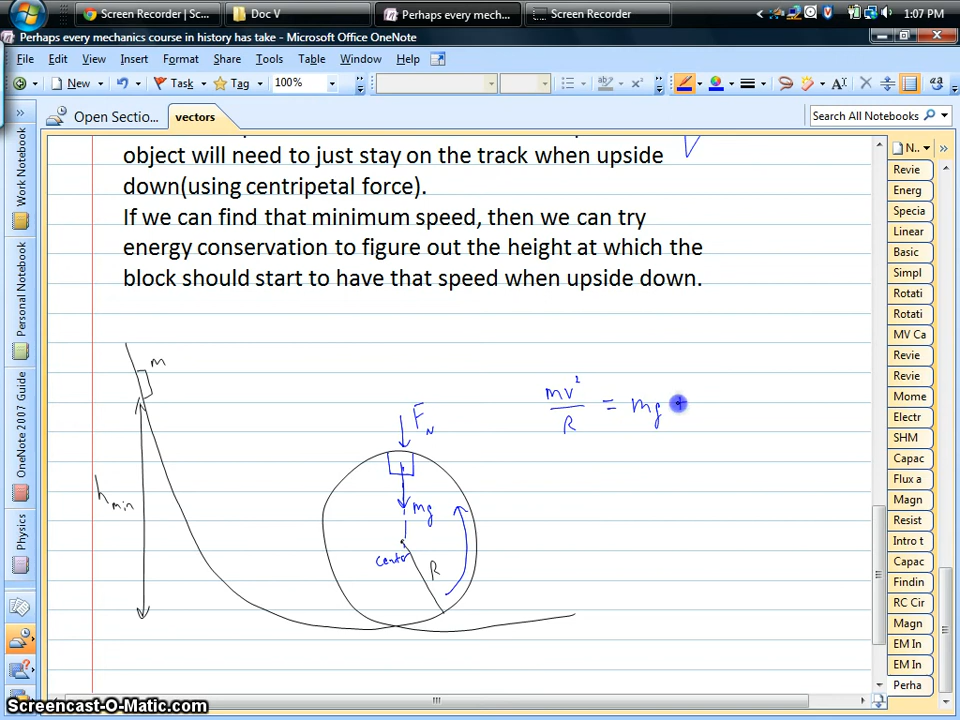 Screen Recorder | Sc...
Doc V
Perhaps every mech...
Screen Recorder
1:07 PM
Perhaps every mechanics course in history has take - Microsoft Office OneNote
File Edit View Insert Format Share Tools Table Window Help
New Task Tag 100%
Open Sectio... vectors Search All Notebooks
object will need to just stay on the track when upside
down(using centripetal force).
If we can find that minimum speed, then we can try
energy conservation to figure out the height at which the
block should start to have that speed when upside down.
m
h min
F N
mg
center
R
mv²
R
= mg +
Work Notebook
Personal Notebook
OneNote 2007 Guide
Physics
N..
Revie
Energ
Specia
Linear
Basic
Simpl
Rotati
Rotati
MV Ca
Revie
Revie
Mome
Electr
SHM
Capac
Flux a
Magn
Resist
Intro t
Capac
Findin
RC Cir
Magn
EM In
EM In
Perha
Screencast-O-Matic.com